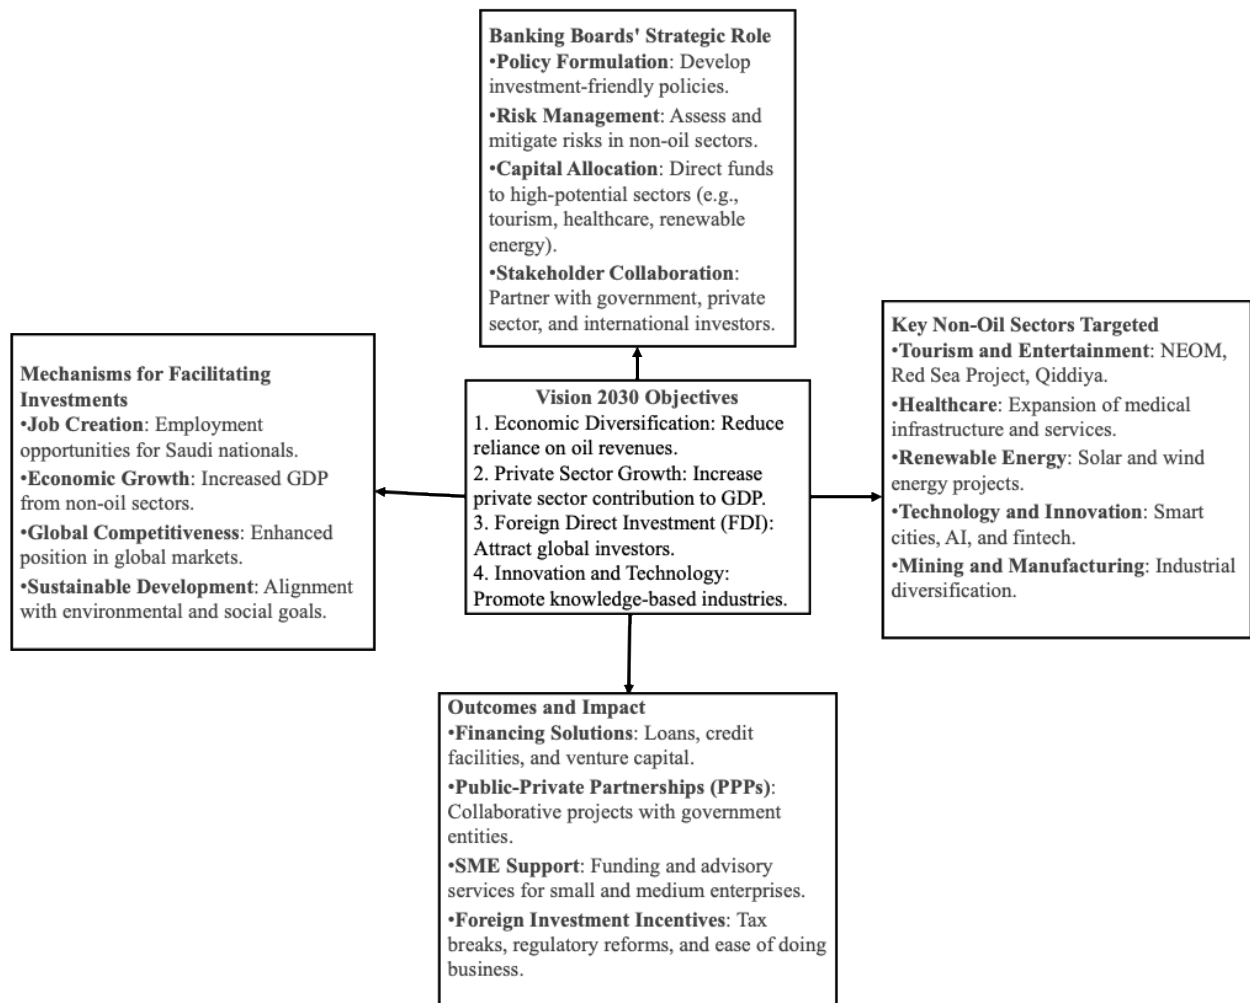 Banking Boards' Strategic Role
•Policy Formulation: Develop
investment-friendly policies.
•Risk Management: Assess and
mitigate risks in non-oil sectors.
•Capital Allocation: Direct funds
to high-potential sectors (e.g.,
tourism, healthcare, renewable
energy).
•Stakeholder Collaboration:
Partner with government, private
sector, and international investors.
Mechanisms for Facilitating
Investments
•Job Creation: Employment
opportunities for Saudi nationals.
•Economic Growth: Increased GDP
from non-oil sectors.
•Global Competitiveness: Enhanced
position in global markets.
•Sustainable Development: Alignment
with environmental and social goals.
Vision 2030 Objectives
1. Economic Diversification: Reduce
reliance on oil revenues.
2. Private Sector Growth: Increase
private sector contribution to GDP.
3. Foreign Direct Investment (FDI):
Attract global investors.
4. Innovation and Technology:
Promote knowledge-based industries.
Key Non-Oil Sectors Targeted
•Tourism and Entertainment: NEOM,
Red Sea Project, Qiddiya.
•Healthcare: Expansion of medical
infrastructure and services.
•Renewable Energy: Solar and wind
energy projects.
•Technology and Innovation: Smart
cities, AI, and fintech.
•Mining and Manufacturing: Industrial
diversification.
Outcomes and Impact
•Financing Solutions: Loans, credit
facilities, and venture capital.
•Public-Private Partnerships (PPPs):
Collaborative projects with government
entities.
•SME Support: Funding and advisory
services for small and medium enterprises.
•Foreign Investment Incentives: Tax
breaks, regulatory reforms, and ease of doing
business.